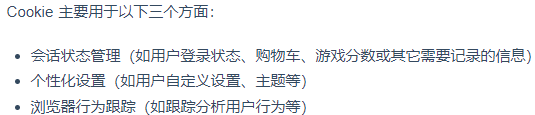 Cookie 主要用于以下三个方面：
会话状态管理（如用户登录状态、购物车、游戏分数或其它需要记录的信息）
个性化设置（如用户自定义设置、主题等）
浏览器行为跟踪（如跟踪分析用户行为等）